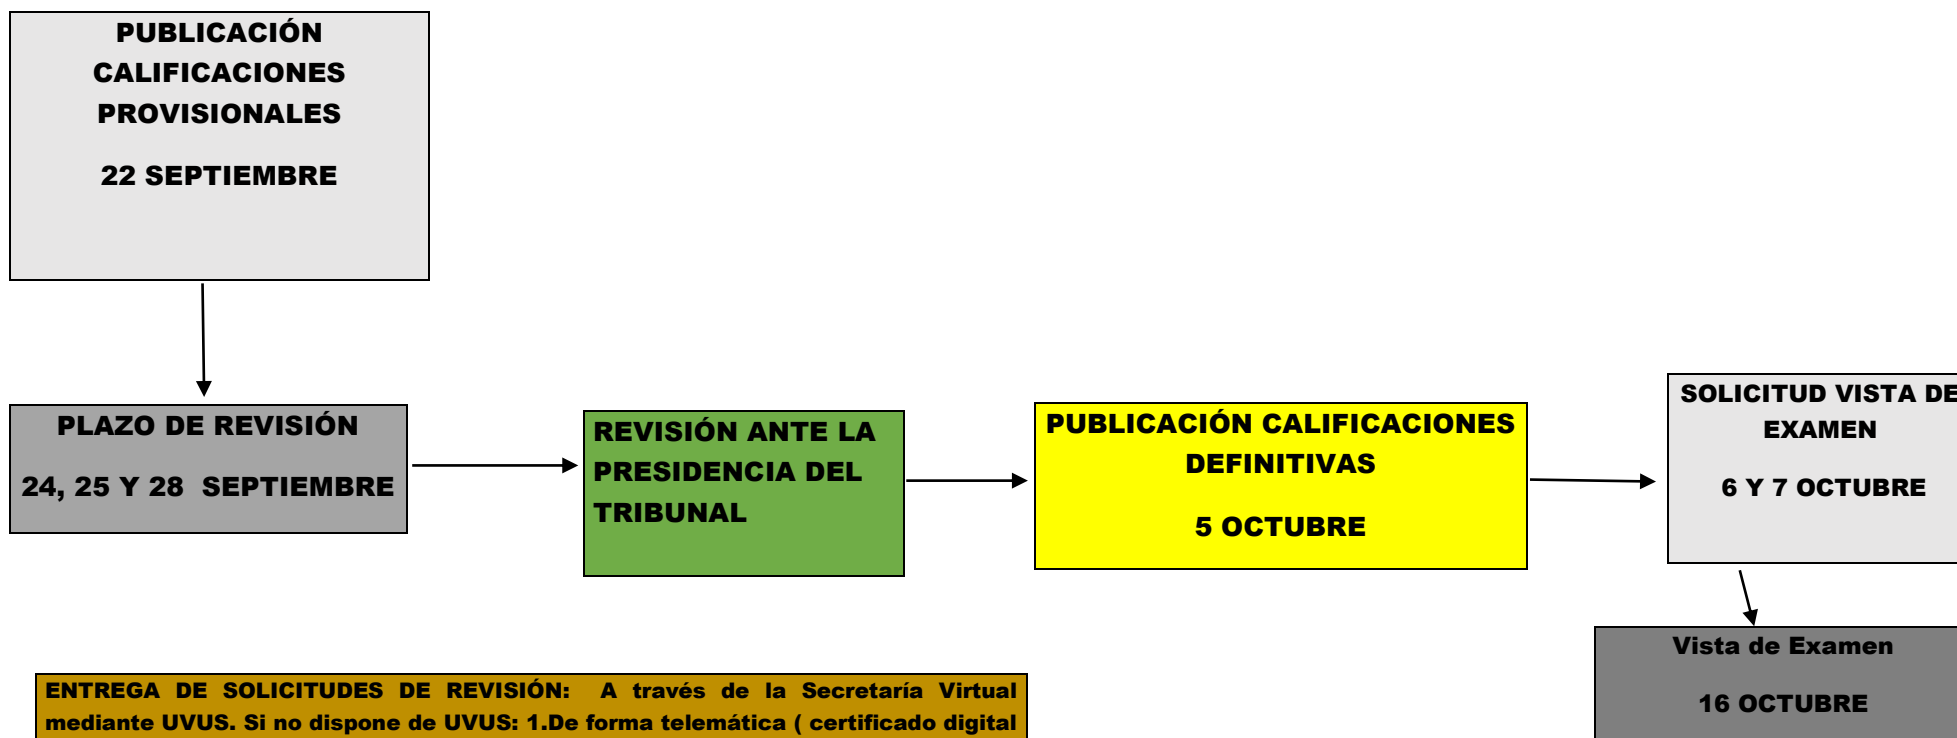 PUBLICACIÓN
CALIFICACIONES
PROVISIONALES
22 SEPTIEMBRE
PLAZO DE REVISIÓN
24, 25 Y 28 SEPTIEMBRE
REVISIÓN ANTE LA
PRESIDENCIA DEL
TRIBUNAL
PUBLICACIÓN CALIFICACIONES
DEFINITIVAS
5 OCTUBRE
SOLICITUD VISTA DE
EXAMEN
6 Y 7 OCTUBRE
Vista de Examen
16 OCTUBRE
ENTREGA DE SOLICITUDES DE REVISIÓN: A través de la Secretaría Virtual
mediante UVUS. Si no dispone de UVUS: 1.De forma telemática ( certificado digital